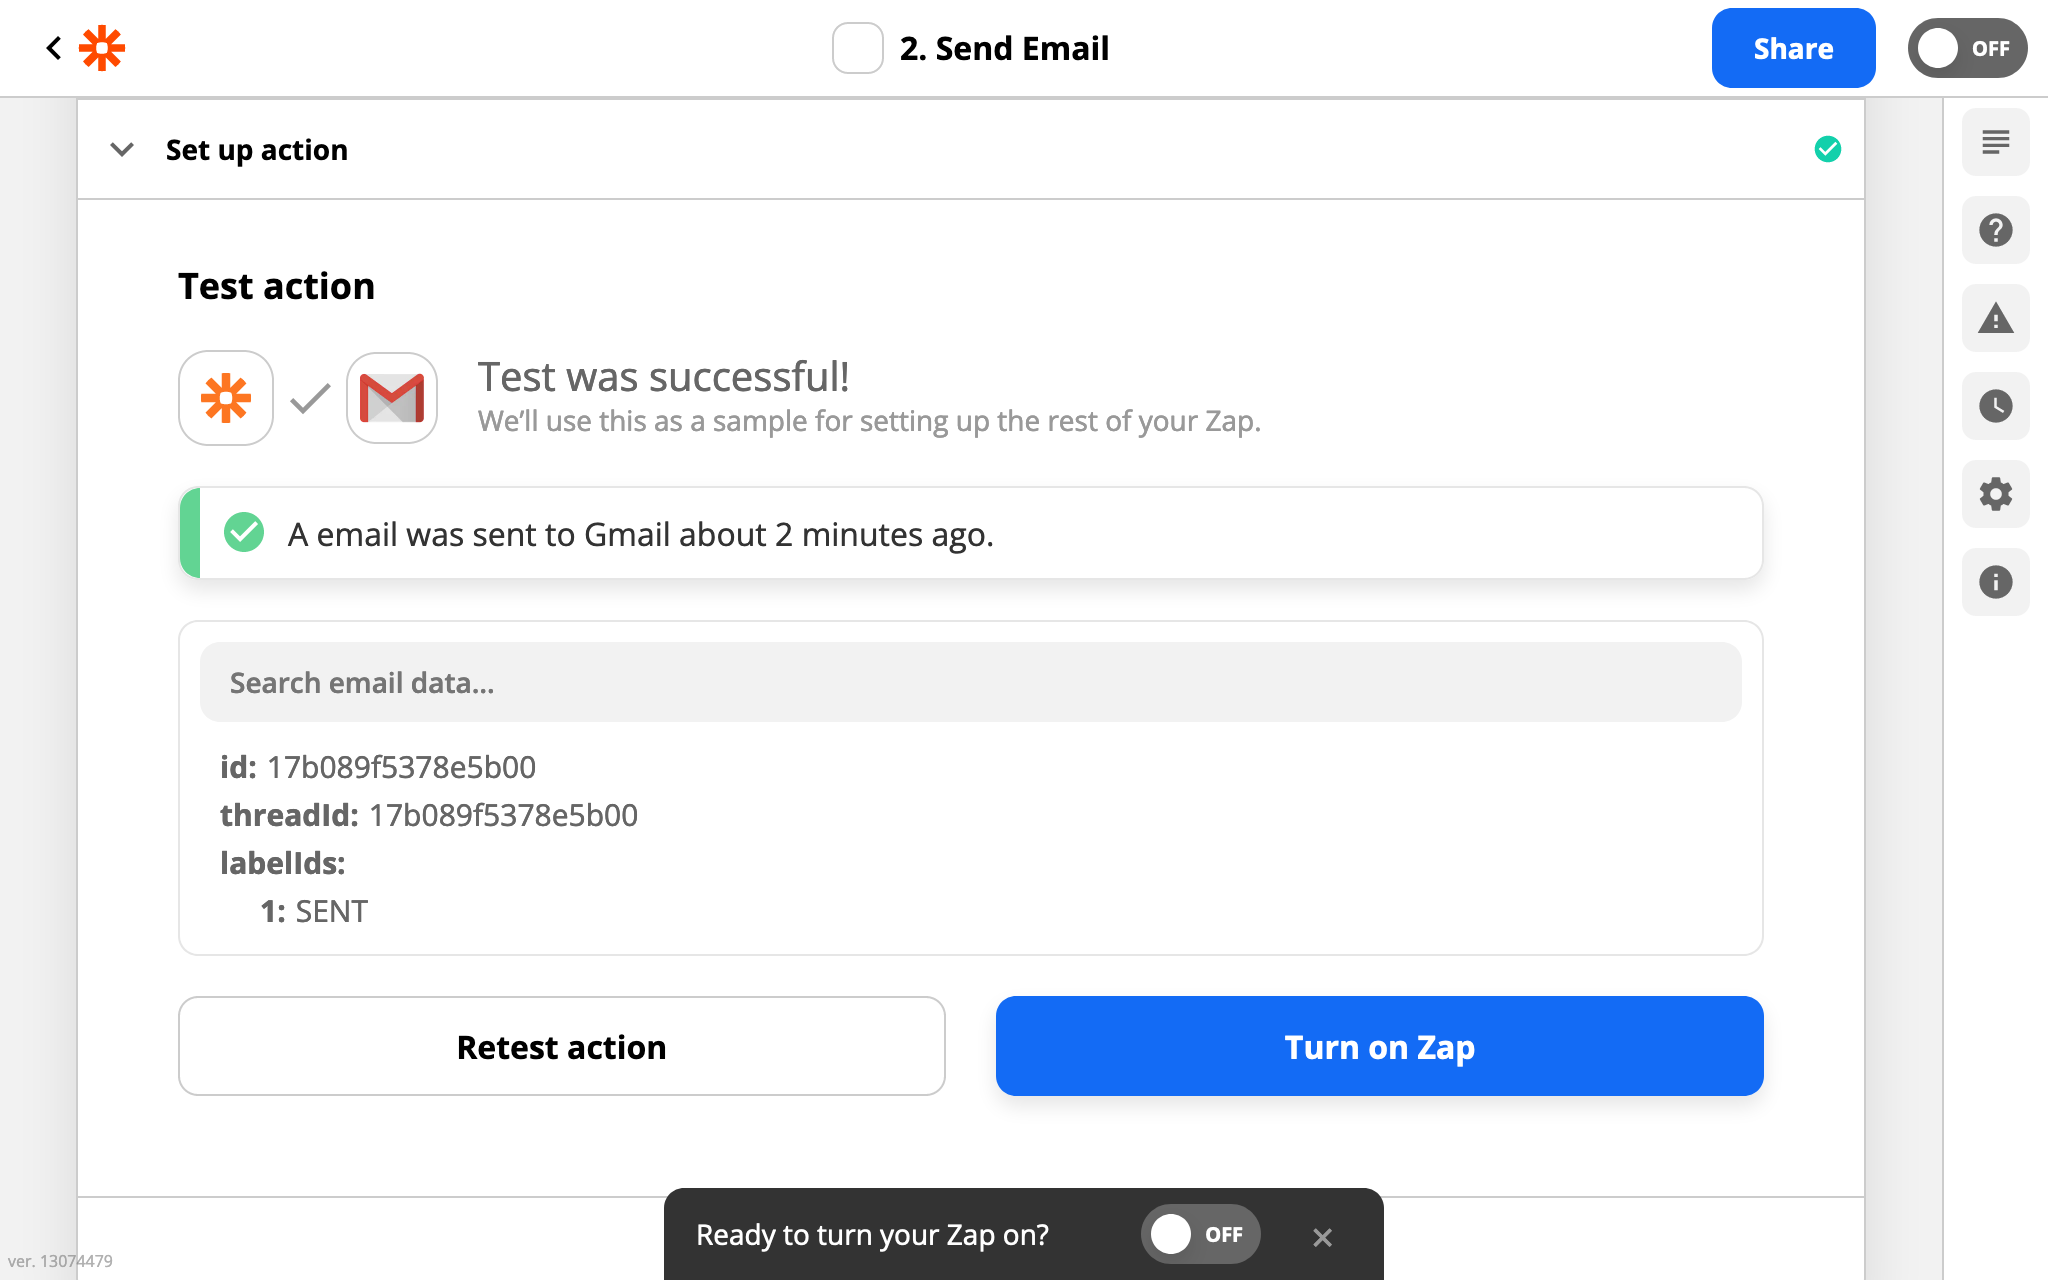 2. Send Email
Share
OFF
Set up action
Test action
Test was successful!
We’ll use this as a sample for setting up the rest of your Zap.
A email was sent to Gmail about 2 minutes ago.
Search email data...
id: 17b089f5378e5b00
threadId: 17b089f5378e5b00
labelIds:
1: SENT
Retest action
Turn on Zap
Ready to turn your Zap on?
OFF
ver. 13074479